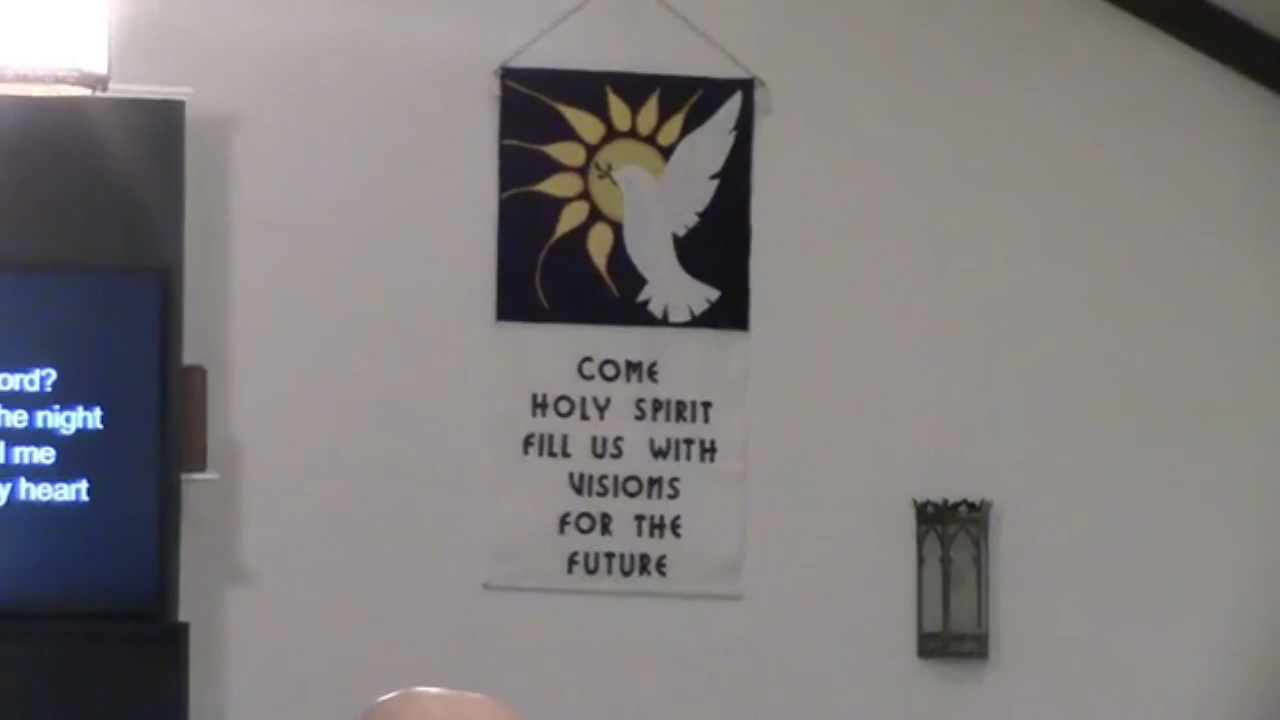 ord?
he night
me
y heart
COME
HOLY SPIRIT
FILL US WITH
VISIONS
FOR THE
FUTURE